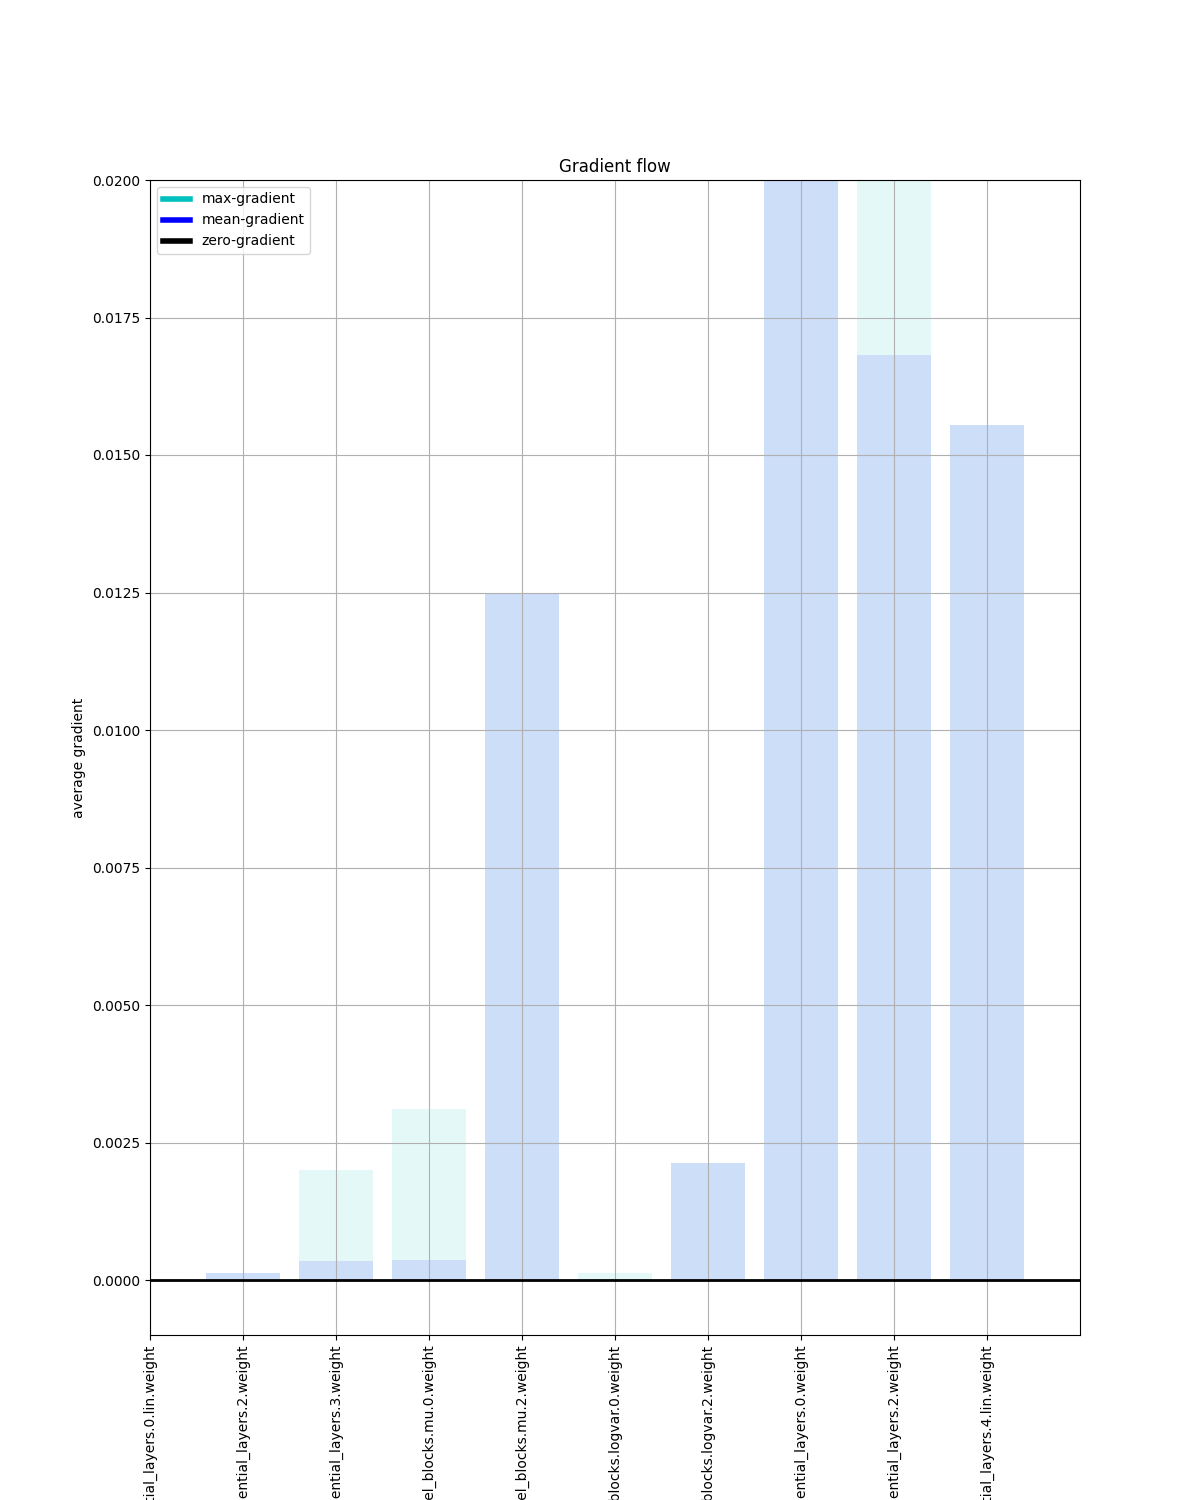 Gradient flow
max-gradient
mean-gradient
zero-gradient
0.0200
0.0175
0.0150
0.0125
0.0100
0.0075
0.0050
0.0025
0.0000
average gradient
tial_layers.0.lin.weight
ential_layers.2.weight
ential_layers.3.weight
el_blocks.mu.0.weight
el_blocks.mu.2.weight
blocks.logvar.0.weight
blocks.logvar.2.weight
ential_layers.0.weight
ential_layers.2.weight
tial_layers.4.lin.weight